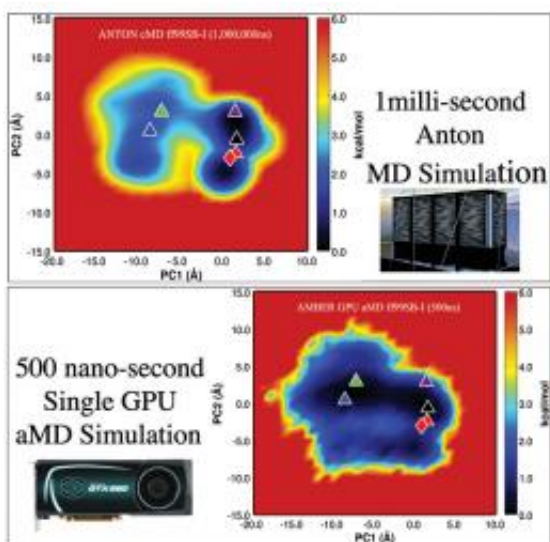 ANTON cMD ff99SB-I (1,000,000ns)
15.0
10.0
5.0
0.0
-5.0
-10.0
-15.0
PC2 (Å)
-20.0 -15.0 -10.0 -5.0 0.0 5.0 10.0
PC1 (Å)
6.0
5.0
4.0
3.0
2.0
1.0
0.0
kcal/mol
1milli-second
Anton
MD Simulation
500 nano-second
Single GPU
aMD Simulation
AMBER GPU aMD ff99SB-I (500ns)
15.0
10.0
5.0
0.0
-5.0
-10.0
-15.0
PC2 (Å)
-20.0 -15.0 -10.0 -5.0 0.0 5.0 10.0
PC1 (Å)
6.0
5.0
4.0
3.0
2.0
1.0
0.0
kcal/mol